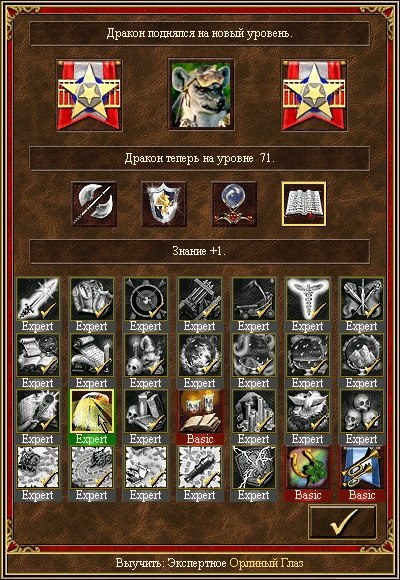 Дракон поднялся на новый уровень.
Дракон теперь на уровне 71.
Знание +1.
Expert Expert Expert Expert Expert Expert Expert
Expert Expert Expert Expert Expert Expert Expert
Expert Expert Expert Basic Expert Expert Expert
Expert Expert Expert Expert Expert Basic Basic
Выучить: Экспертное Орлиный Глаз